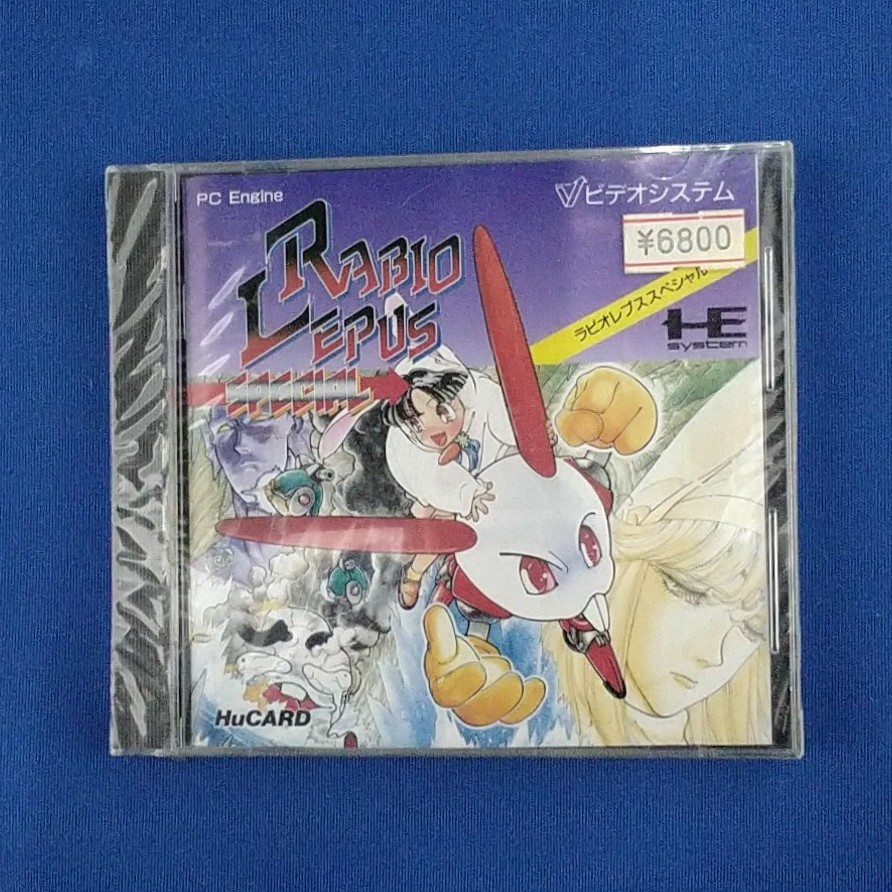 PC Engine
ビデオシステム
¥6800
RABIO
LEPUS
SPECIAL
ラビオレプススペシャル
HE
system
HuCARD